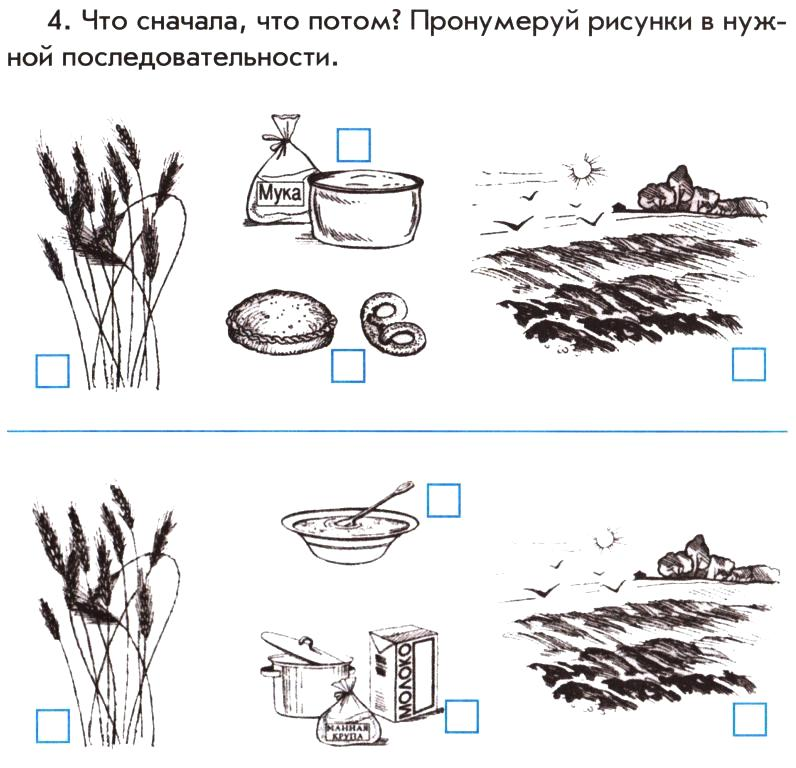 4. Что сначала, что потом? Пронумеруй рисунки в нуж-
ной последовательности.
Мука
МОЛОКО
МАННАЯ
КРУПА